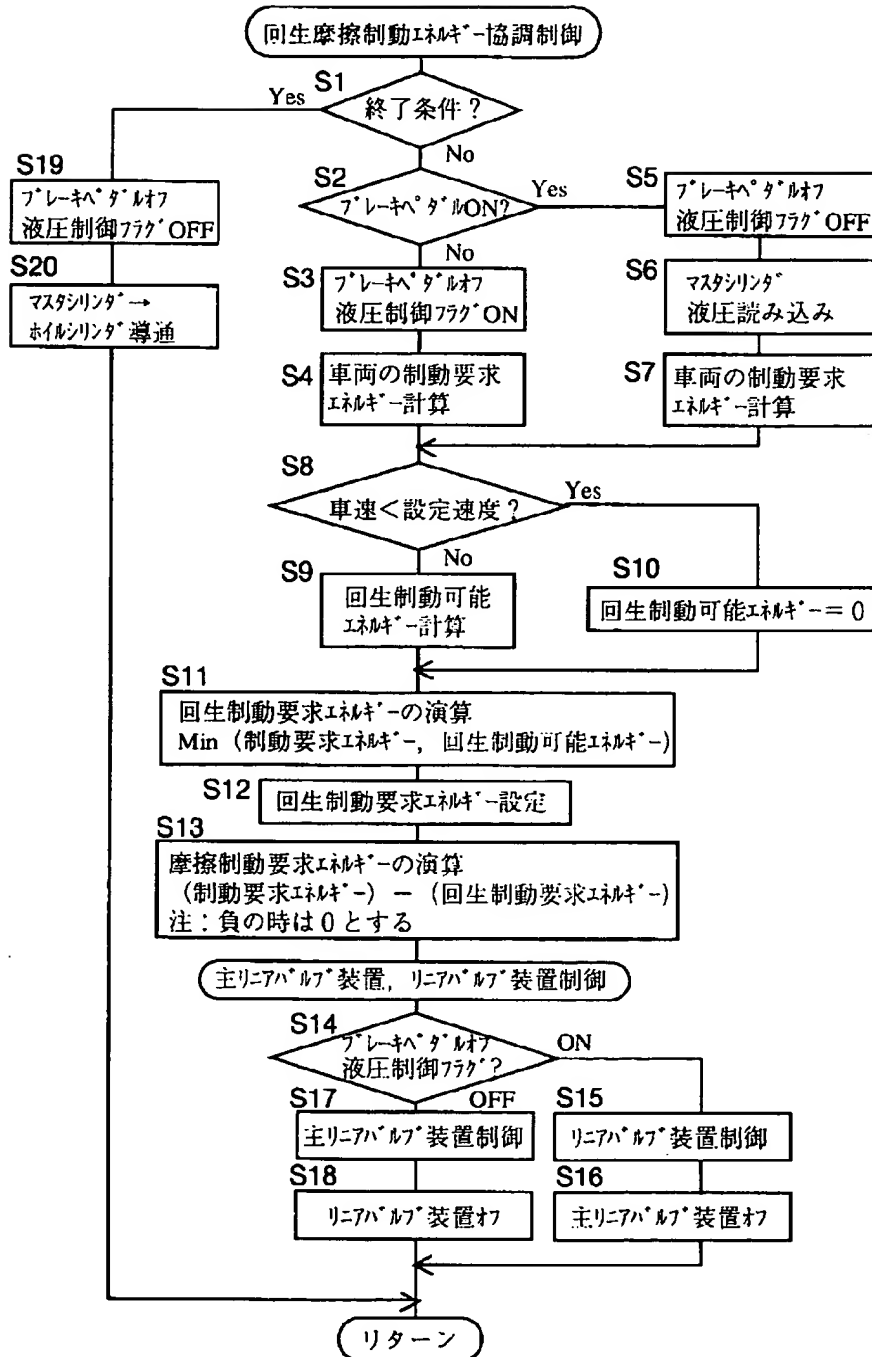 回生摩擦制動エネルギー協調制御
S1
Yes
終了条件?
No
S19
ブレーキペダルオフ
液圧制御フラグOFF
S20
マスタシリンダ→
ホイルシリンダ導通
S2
ブレーキペダルON?
Yes
No
S5
ブレーキペダルオフ
液圧制御フラグOFF
S3
ブレーキペダルオフ
液圧制御フラグON
S6
マスタシリンダ
液圧読み込み
S4
車両の制動要求
エネルギー計算
S7
車両の制動要求
エネルギー計算
S8
車速<設定速度?
Yes
No
S9
回生制動可能
エネルギー計算
S10
回生制動可能エネルギー=0
S11
回生制動要求エネルギーの演算
Min (制動要求エネルギー, 回生制動可能エネルギー)
S12
回生制動要求エネルギー設定
S13
摩擦制動要求エネルギーの演算
(制動要求エネルギー) − (回生制動要求エネルギー)
注:負の時は0とする
主リニアバルブ装置, リニアバルブ装置制御
S14
ブレーキペダルオフ
液圧制御フラグ?
ON
OFF
S17
主リニアバルブ装置制御
S15
リニアバルブ装置制御
S18
リニアバルブ装置オフ
S16
主リニアバルブ装置オフ
リターン